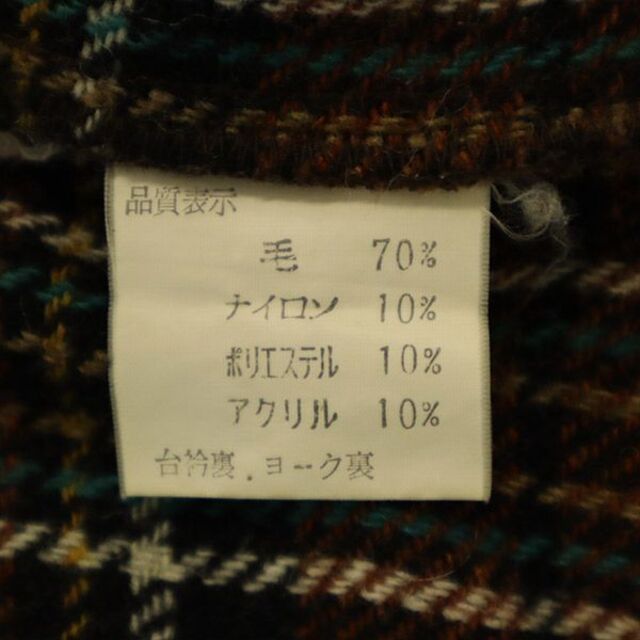 品質表示
毛 70%
ナイロン 10%
ポリエステル 10%
アクリル 10%
台衿裏.ヨーク裏